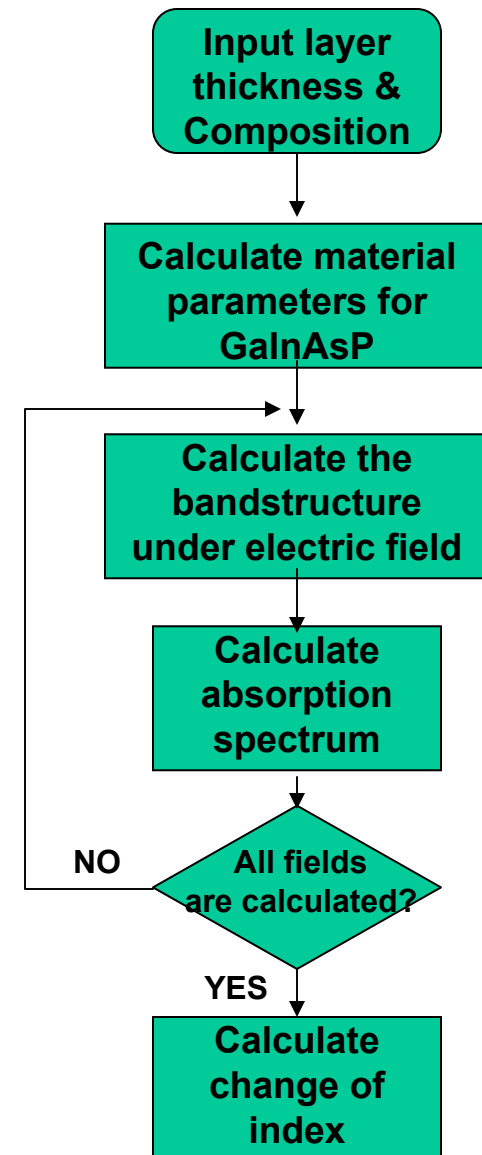 Input layer
thickness &
Composition
Calculate material
parameters for
GaInAsP
Calculate the
bandstructure
under electric field
Calculate
absorption
spectrum
NO
All fields
are calculated?
YES
Calculate
change of
index